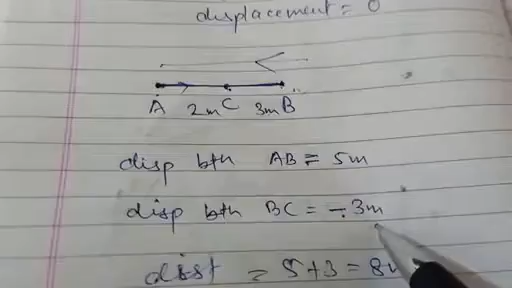 displacement = 0
A 2m C 3m B
disp btn AB = 5m
disp btn BC = - 3m
dist = 5+3 = 8